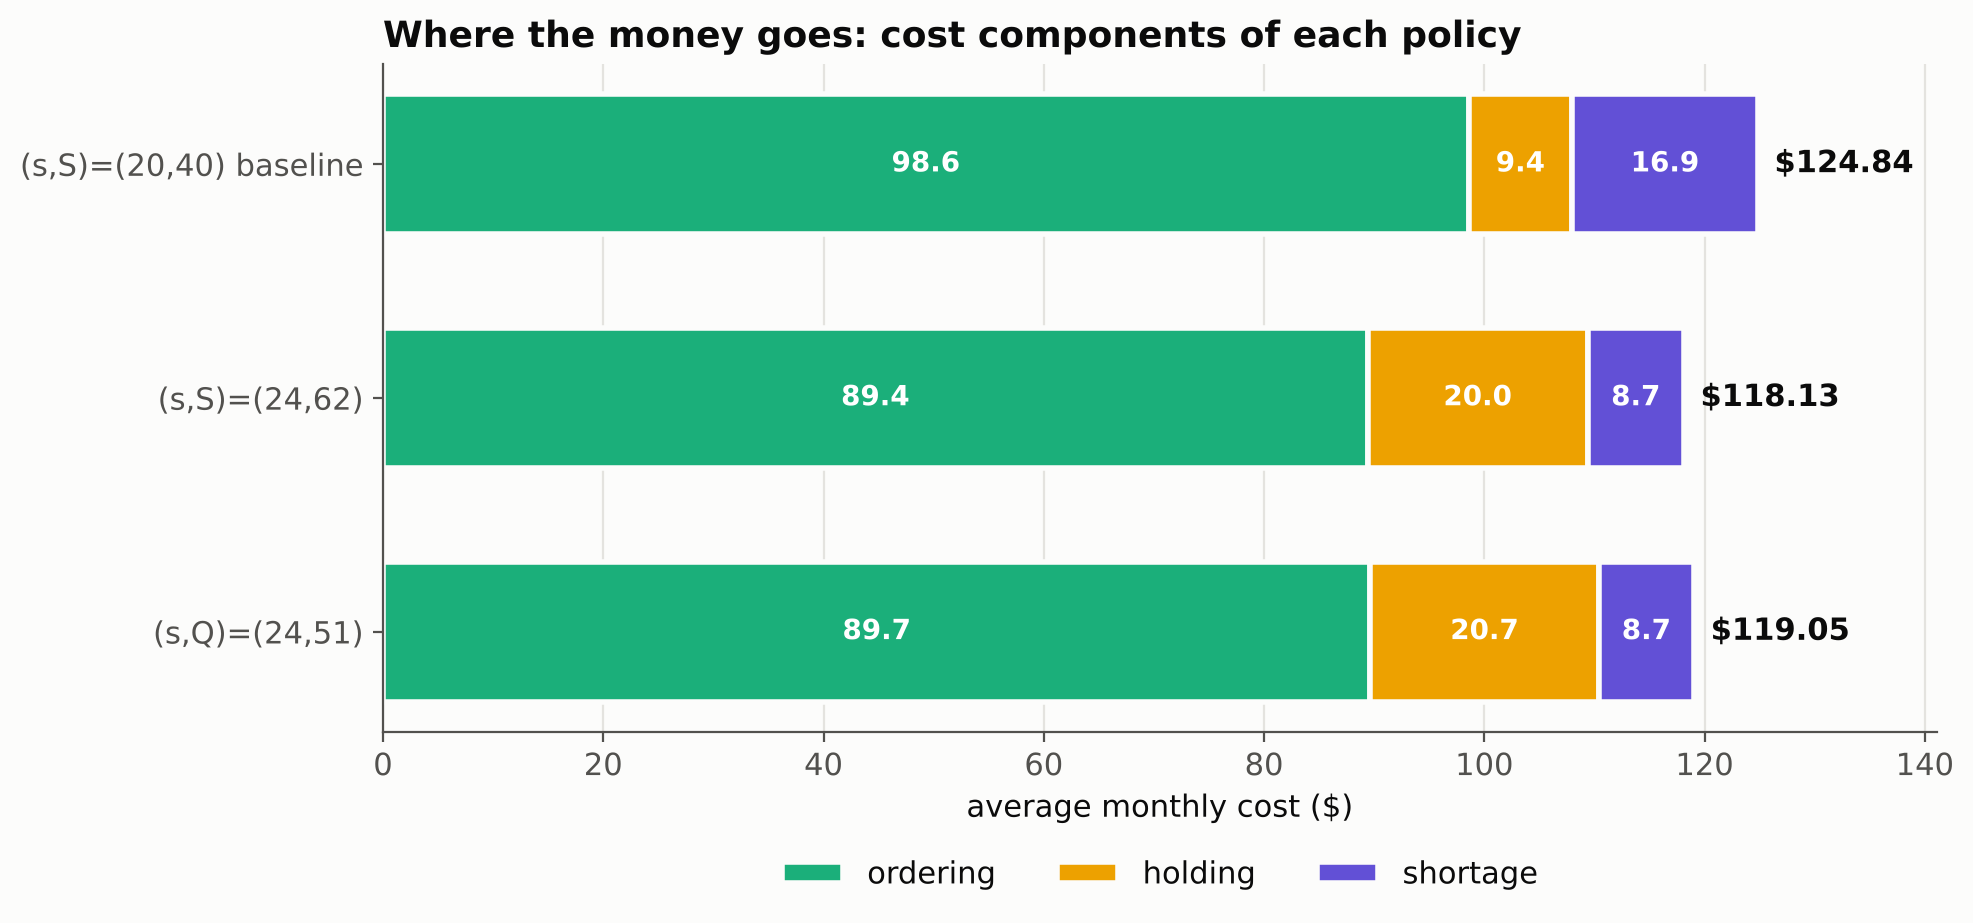 Where the money goes: cost components of each policy
(s,S)=(20,40) baseline 98.6 9.4 16.9 $124.84
(s,S)=(24,62) 89.4 20.0 8.7 $118.13
(s,Q)=(24,51) 89.7 20.7 8.7 $119.05
0 20 40 60 80 100 120 140
average monthly cost ($)
ordering holding shortage